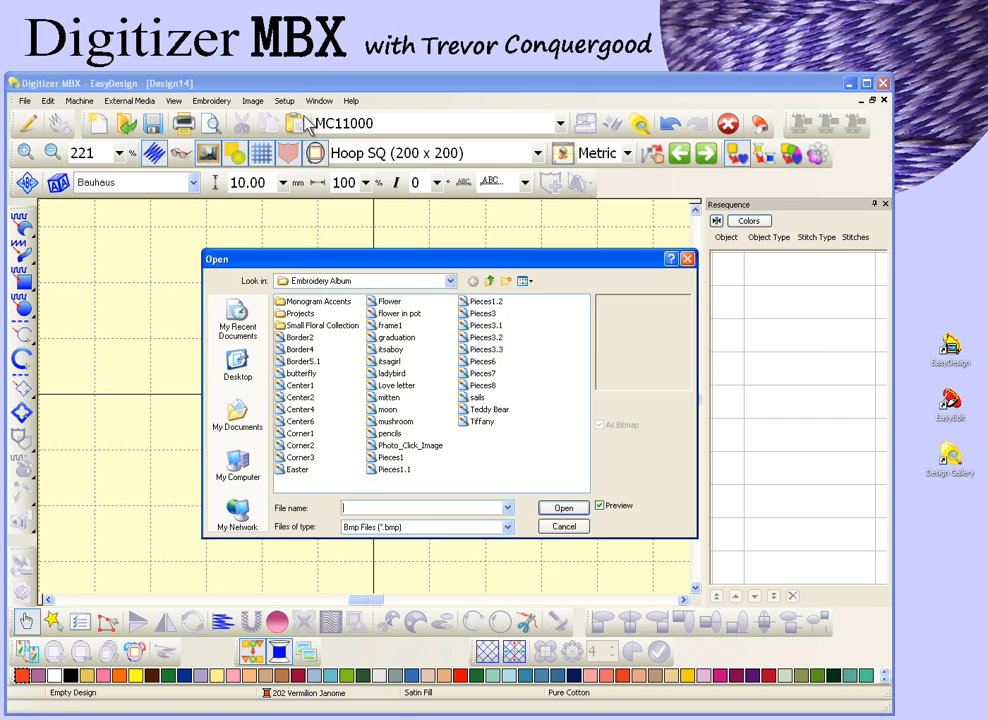 Digitizer MBX with Trevor Conquergood
Digitizer MBX - EasyDesign - [Design14]
File Edit Machine External Media View Embroidery Image Setup Window Help
MC11000
221 % Hoop SQ (200 x 200) Metric
Bauhaus 10.00 mm 100 % I 0 ° ABC ABC...
Resequence
Colors
Object Object Type Stitch Type Stitches
Open
Look in: Embroidery Album
My Recent Documents
Desktop
My Documents
My Computer
My Network
Monogram Accents
Projects
Small Floral Collection
Border2
Border4
Border5.1
butterfly
Center1
Center2
Center4
Center6
Corner1
Corner2
Corner3
Easter
Flower
flower in pot
frame1
graduation
itsaboy
itsagirl
ladybird
Love letter
mitten
moon
mushroom
pencils
Photo_Click_Image
Pieces1
Pieces1.1
Pieces1.2
Pieces3
Pieces3.1
Pieces3.2
Pieces3.3
Pieces6
Pieces7
Pieces8
sails
Teddy Bear
Tiffany
As Bitmap
File name: Open Preview
Files of type: Bmp Files (*.bmp) Cancel
EasyDesign
EasyEdit
Design Gallery
4
Empty Design 202 Vermilion Janome Satin Fill Pure Cotton